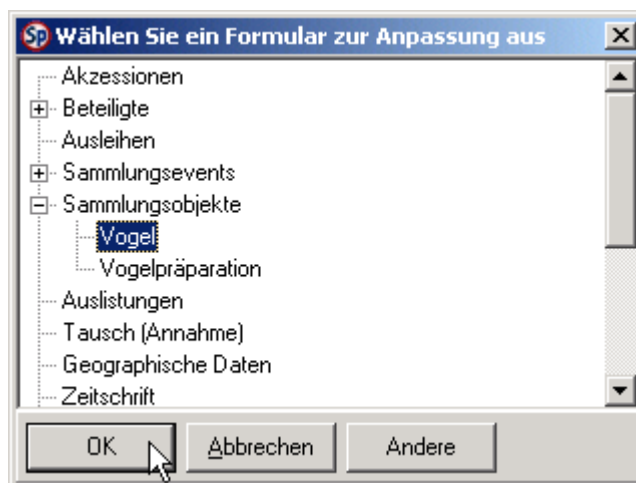 Sp Wählen Sie ein Formular zur Anpassung aus
Akzessionen
Beteiligte
Ausleihen
Sammlungsevents
Sammlungsobjekte
Vogel
Vogelpräparation
Auslistungen
Tausch (Annahme)
Geographische Daten
Zeitschrift
OK Abbrechen Andere